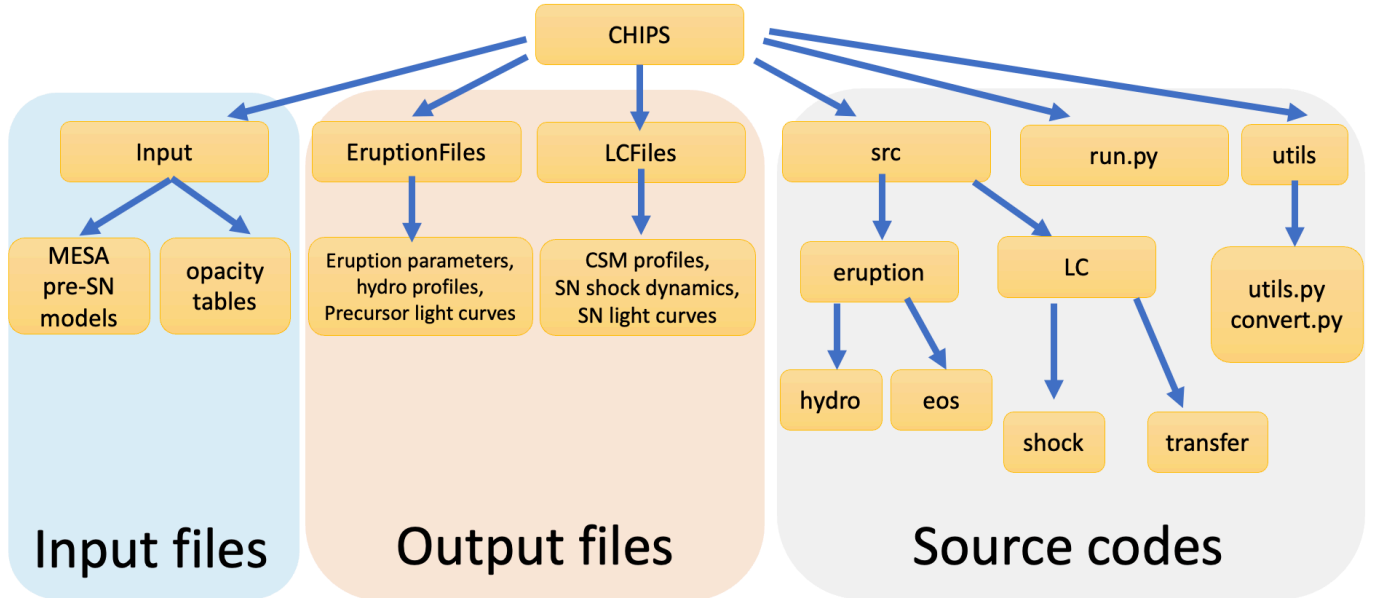 CHIPS
Input
EruptionFiles
LCFiles
src
run.py
utils
MESA
pre-SN
models
opacity
tables
Eruption parameters,
hydro profiles,
Precursor light curves
CSM profiles,
SN shock dynamics,
SN light curves
eruption
LC
utils.py
convert.py
hydro
eos
shock
transfer
Input files
Output files
Source codes